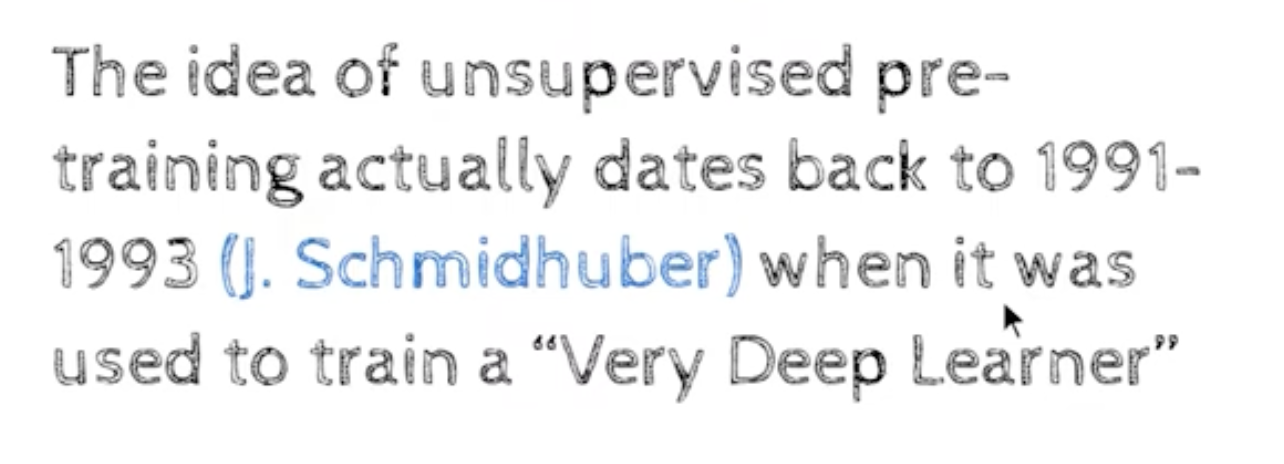 The idea of unsupervised pre-
training actually dates back to 1991-
1993 (J. Schmidhuber) when it was
used to train a “Very Deep Learner”